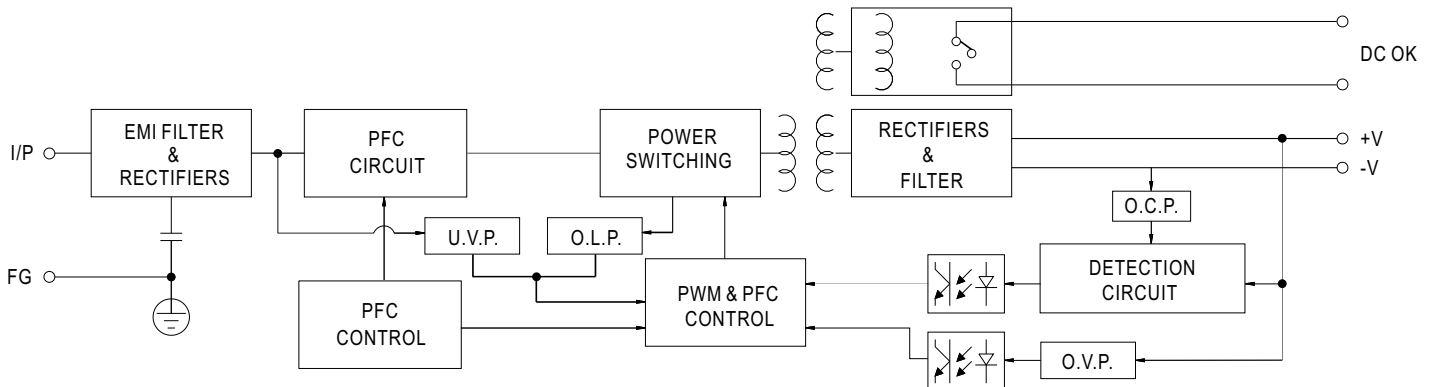 DC OK
EMI FILTER
&
RECTIFIERS
PFC
CIRCUIT
POWER
SWITCHING
RECTIFIERS
&
FILTER
I/P
+V
-V
O.C.P.
U.V.P.
O.L.P.
FG
PFC
CONTROL
PWM & PFC
CONTROL
DETECTION
CIRCUIT
O.V.P.